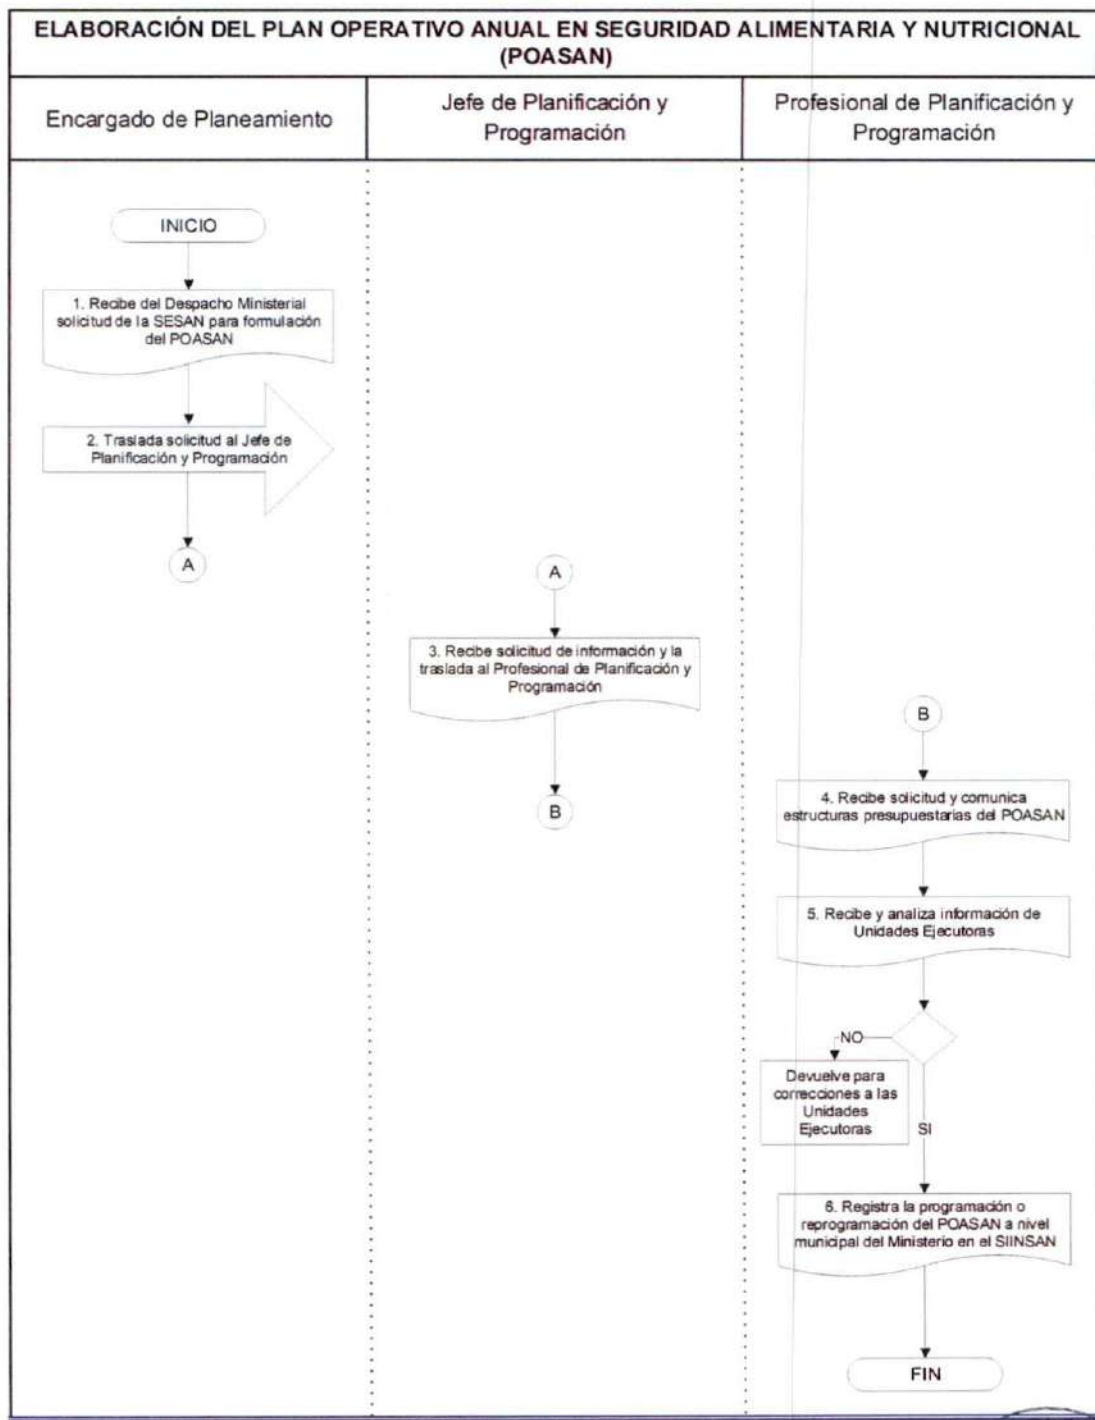 ELABORACIÓN DEL PLAN OPERATIVO ANUAL EN SEGURIDAD ALIMENTARIA Y NUTRICIONAL
(POASAN)
Encargado de Planeamiento
Jefe de Planificación y
Programación
Profesional de Planificación y
Programación
INICIO
1. Recibe del Despacho Ministerial
solicitud de la SESAN para formulación
del POASAN
2. Traslada solicitud al Jefe de
Planificación y Programación
A
A
3. Recibe solicitud de información y la
traslada al Profesional de Planificación y
Programación
B
B
4. Recibe solicitud y comunica
estructuras presupuestarias del POASAN
5. Recibe y analiza información de
Unidades Ejecutoras
NO
Devuelve para
correcciones a las
Unidades
Ejecutoras
SI
6. Registra la programación o
reprogramación del POASAN a nivel
municipal del Ministerio en el SIINSAN
FIN